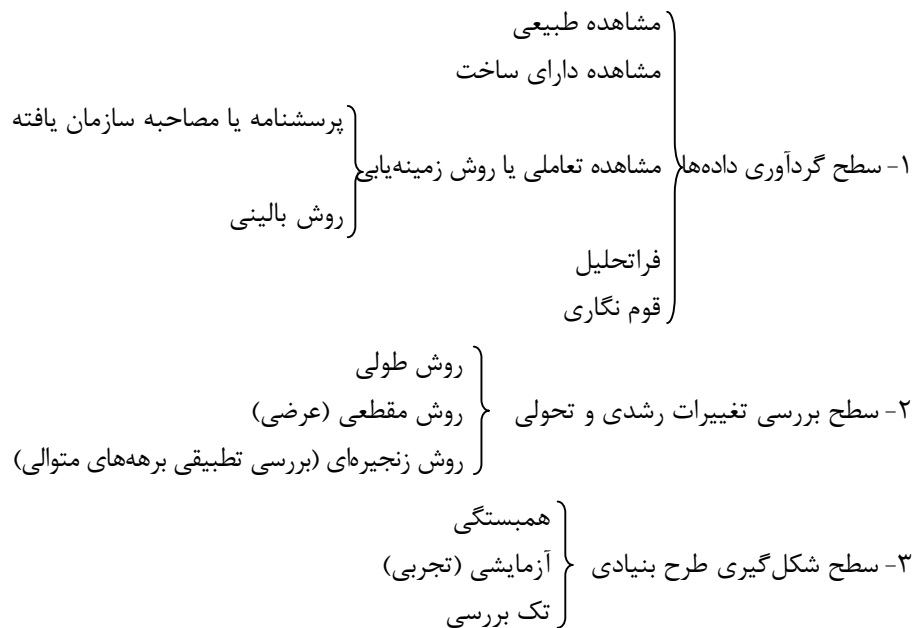 مشاهده طبیعی
مشاهده دارای ساخت
۱- سطح گردآوری داده‌ها
مشاهده تعاملی یا روش زمینه‌یابی
پرسشنامه یا مصاحبه سازمان یافته
روش بالینی
فراتحلیل
قوم نگاری
۲- سطح بررسی تغییرات رشدی و تحولی
روش طولی
روش مقطعی (عرضی)
روش زنجیره‌ای (بررسی تطبیقی برهه‌های متوالی)
۳- سطح شکل‌گیری طرح بنیادی
همبستگی
آزمایشی (تجربی)
تک بررسی